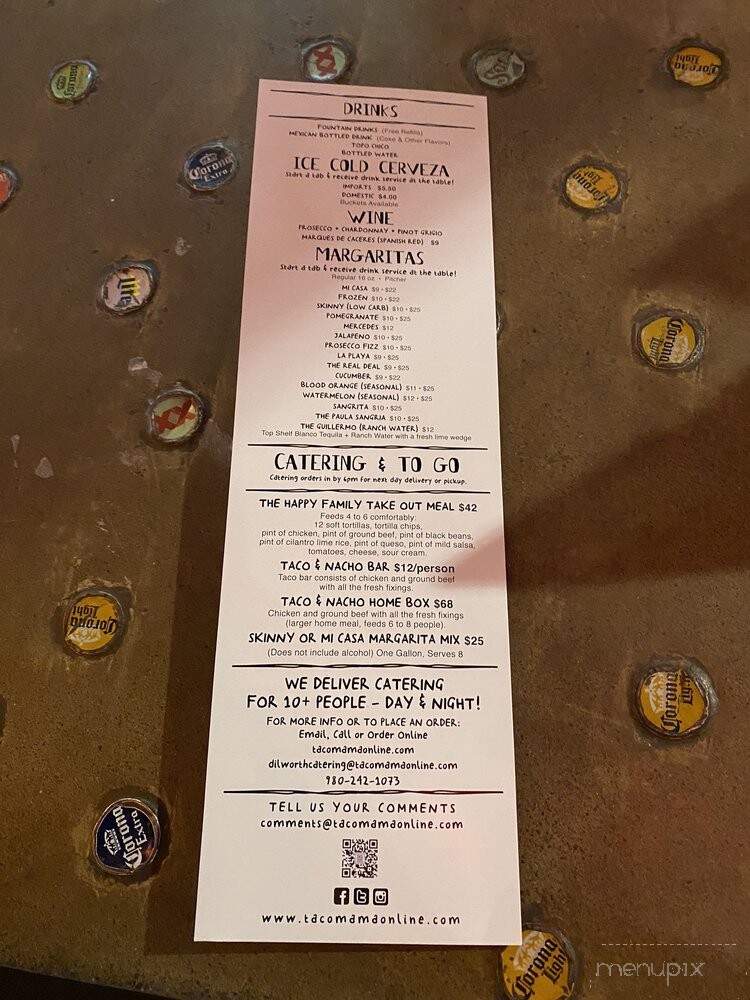 DRINKS
FOUNTAIN DRINKS (Free Refills)
MEXICAN BOTTLED DRINK (Coke & Other Flavors)
TOPO CHICO
BOTTLED WATER
ICE COLD CERVEZA
Start a tab & receive drink service at the table!
IMPORTS $5.50
DOMESTIC $4.00
Buckets Available
WINE
PROSECCO • CHARDONNAY • PINOT GRIGIO
MARQUES DE CACERES (SPANISH RED) $9
MARGARITAS
Start a tab & receive drink service at the table!
Regular 16 oz • Pitcher
MI CASA $9 • $22
FROZEN $10 • $22
SKINNY (LOW CARB) $10 • $25
POMEGRANATE $10 • $25
MERCEDES $12
JALAPENO $10 • $25
PROSECCO FIZZ $10 • $25
LA PLAYA $9 • $25
THE REAL DEAL $9 • $25
CUCUMBER $9 • $22
BLOOD ORANGE (SEASONAL) $11 • $25
WATERMELON (SEASONAL) $12 • $25
SANGRITA $10 • $25
THE PAULA SANGRIA $10 • $25
THE GUILLERMO (RANCH WATER) $12
Top Shelf Blanco Tequila + Ranch Water with a fresh lime wedge
CATERING & TO GO
Catering orders in by 6pm for next day delivery or pickup.
THE HAPPY FAMILY TAKE OUT MEAL $42
Feeds 4 to 6 comfortably:
12 soft tortillas, tortilla chips,
pint of chicken, pint of ground beef, pint of black beans,
pint of cilantro lime rice, pint of queso, pint of mild salsa,
tomatoes, cheese, sour cream.
TACO & NACHO BAR $12/person
Taco bar consists of chicken and ground beef
with all the fresh fixings.
TACO & NACHO HOME BOX $68
Chicken and ground beef with all the fresh fixings
(larger home meal, feeds 6 to 8 people).
SKINNY OR MI CASA MARGARITA MIX $25
(Does not include alcohol) One Gallon, Serves 8
WE DELIVER CATERING
FOR 10+ PEOPLE - DAY & NIGHT!
FOR MORE INFO OR TO PLACE AN ORDER:
Email, Call or Order Online
tacomamaonline.com
dilworthcatering@tacomamaonline.com
980-242-1073
TELL US YOUR COMMENTS
comments@tacomamaonline.com
www.tacomamaonline.com
Corona Extra
Corona Light
Corona Light
Lite
Corona Light
XX
Corona Light
Corona Light
Corona Extra
Corona Light
menupix